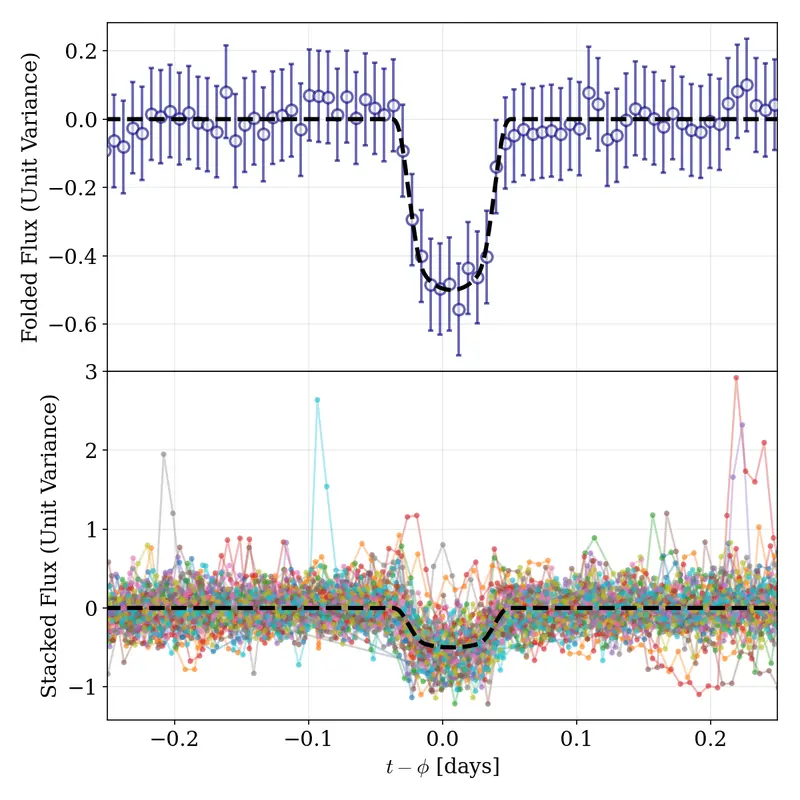 Folded Flux (Unit Variance)
0.2
0.0
−0.2
−0.4
−0.6
Stacked Flux (Unit Variance)
3
2
1
0
−1
−0.2 −0.1 0.0 0.1 0.2
t − ϕ [days]